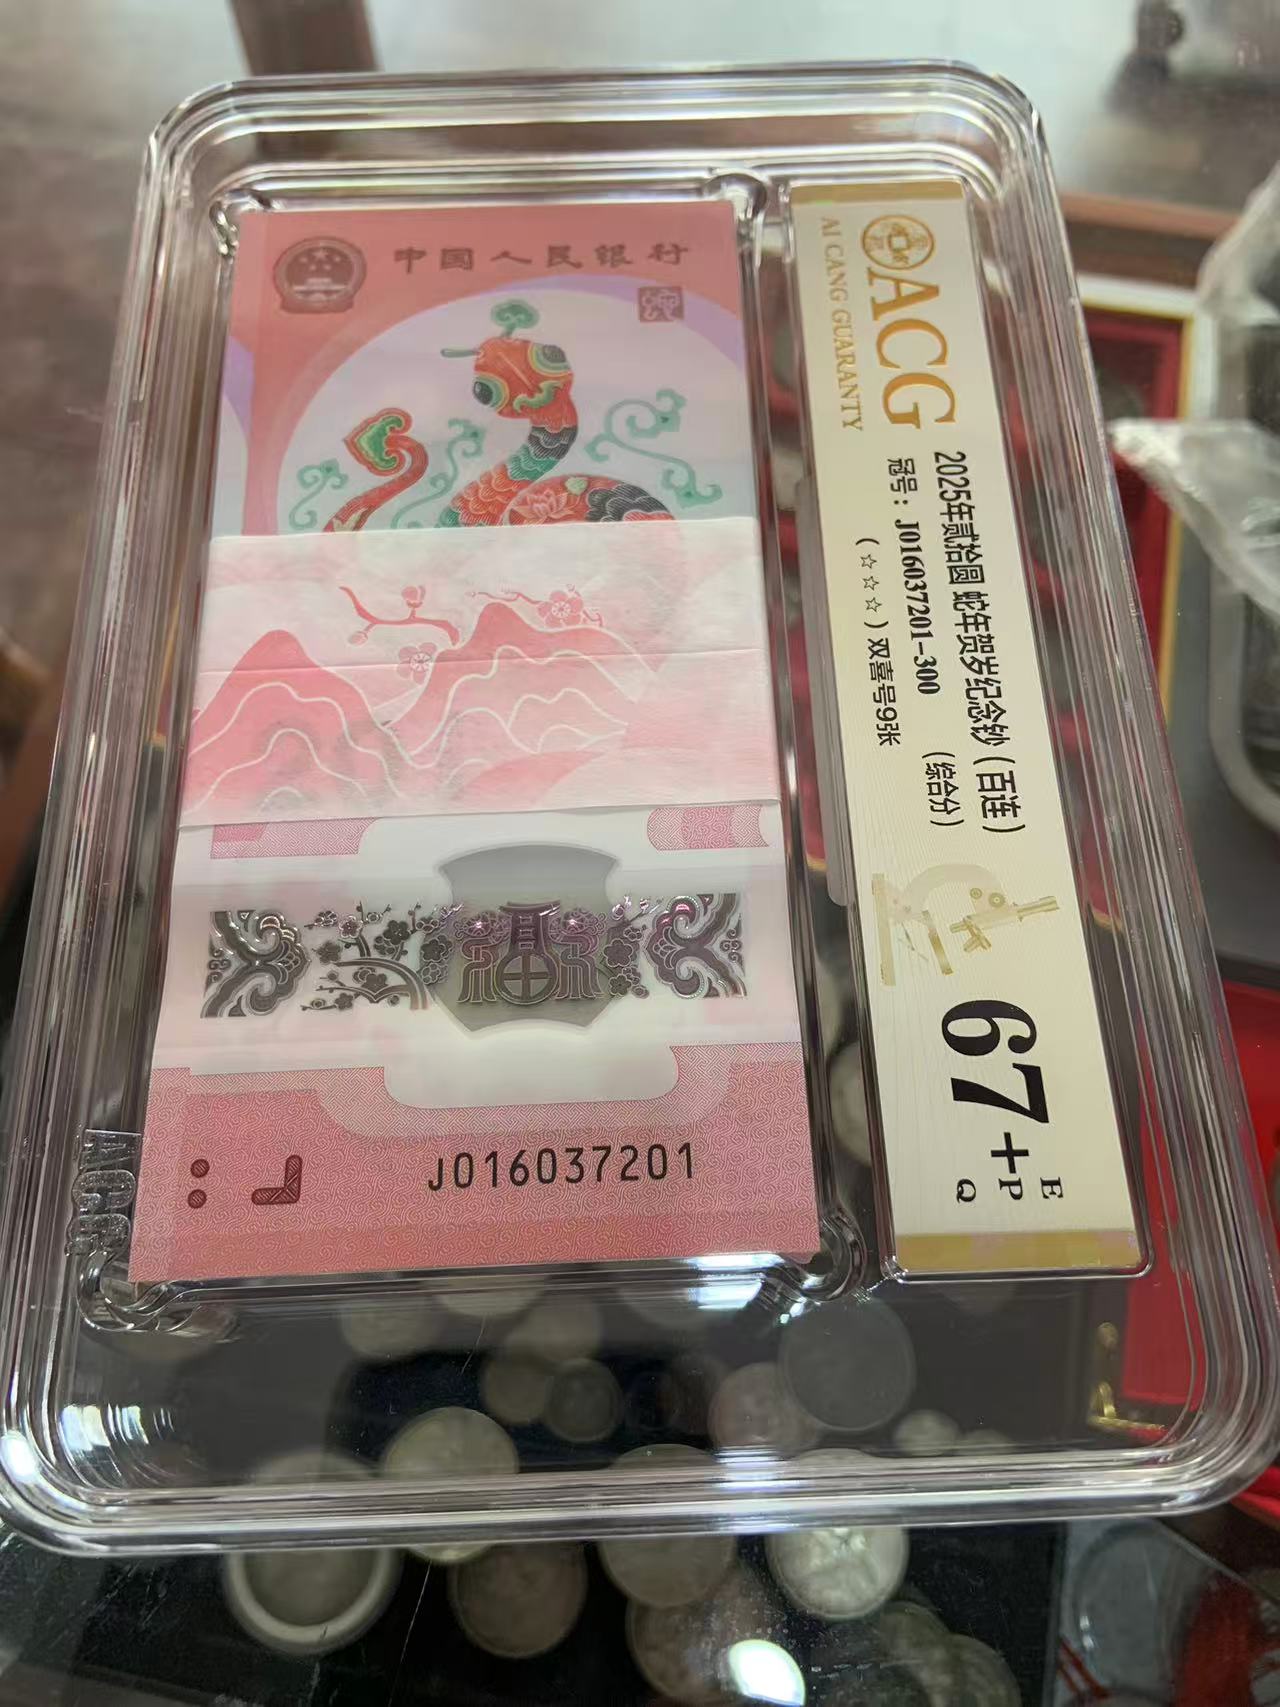 中国人民银行
J016037201
ACG
AI CANG GUARANTY
2025年贰拾圆 蛇年贺岁纪念钞（百连）
冠号：J016037201-300 （综合分）
（☆☆☆）双喜号9张
67+
E
P
Q
ACG